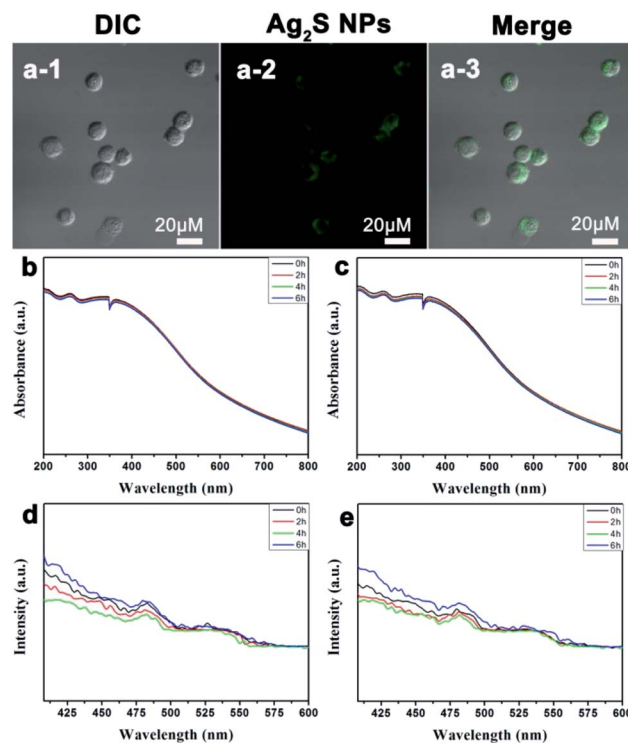 DIC Ag₂S NPs Merge
a-1 a-2 a-3
20μM 20μM 20μM
b c
0h 0h
2h 2h
4h 4h
6h 6h
Absorbance (a.u.) Absorbance (a.u.)
200 300 400 500 600 700 800 200 300 400 500 600 700 800
Wavelength (nm) Wavelength (nm)
d e
0h 0h
2h 2h
4h 4h
6h 6h
Intensity (a.u.) Intensity (a.u.)
425 450 475 500 525 550 575 600 375 400 425 450 475 500 525 550 575 600
Wavelength (nm) Wavelength (nm)